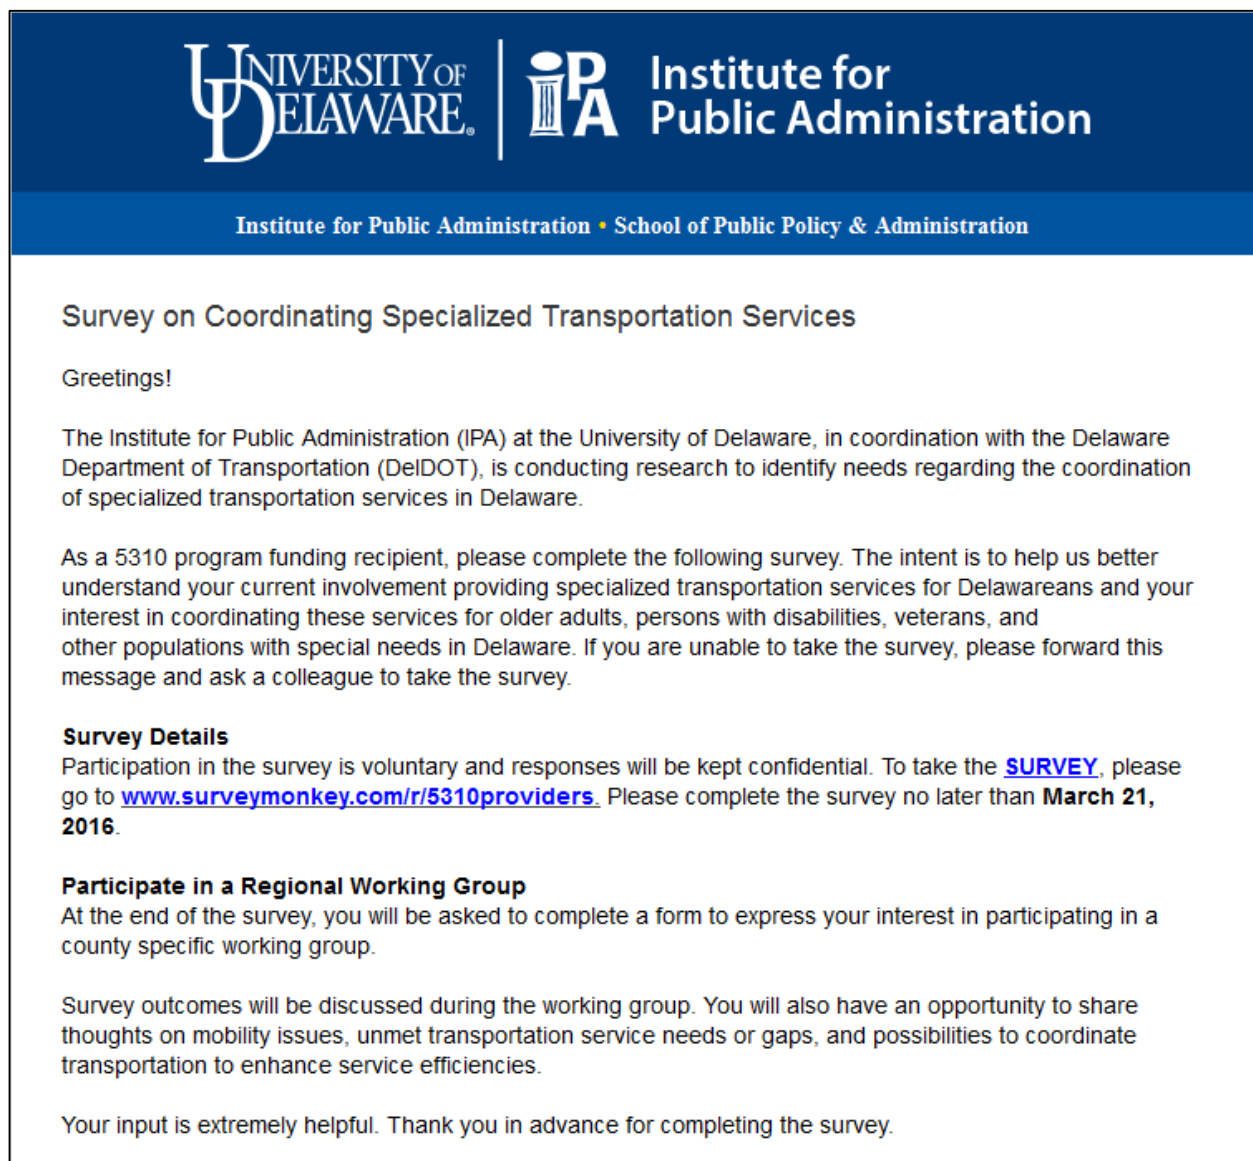 UNIVERSITY OF
DELAWARE®
iPA
Institute for
Public Administration
Institute for Public Administration • School of Public Policy & Administration
Survey on Coordinating Specialized Transportation Services
Greetings!
The Institute for Public Administration (IPA) at the University of Delaware, in coordination with the Delaware
Department of Transportation (DelDOT), is conducting research to identify needs regarding the coordination
of specialized transportation services in Delaware.
As a 5310 program funding recipient, please complete the following survey. The intent is to help us better
understand your current involvement providing specialized transportation services for Delawareans and your
interest in coordinating these services for older adults, persons with disabilities, veterans, and
other populations with special needs in Delaware. If you are unable to take the survey, please forward this
message and ask a colleague to take the survey.
Survey Details
Participation in the survey is voluntary and responses will be kept confidential. To take the SURVEY, please
go to www.surveymonkey.com/r/5310providers. Please complete the survey no later than March 21,
2016.
Participate in a Regional Working Group
At the end of the survey, you will be asked to complete a form to express your interest in participating in a
county specific working group.
Survey outcomes will be discussed during the working group. You will also have an opportunity to share
thoughts on mobility issues, unmet transportation service needs or gaps, and possibilities to coordinate
transportation to enhance service efficiencies.
Your input is extremely helpful. Thank you in advance for completing the survey.